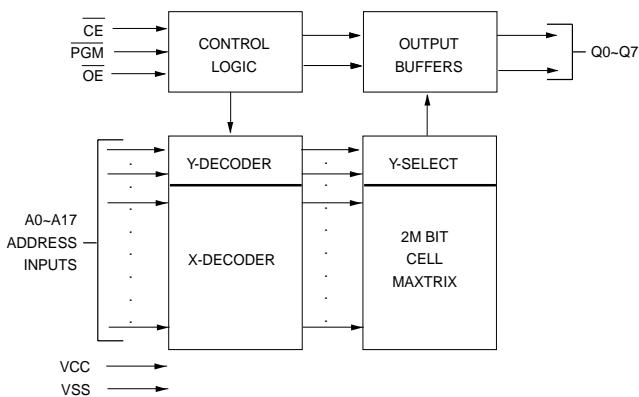 CE
PGM
OE
CONTROL
LOGIC
OUTPUT
BUFFERS
Q0~Q7
Y-DECODER
Y-SELECT
A0~A17
ADDRESS
INPUTS
X-DECODER
2M BIT
CELL
MAXTRIX
VCC
VSS